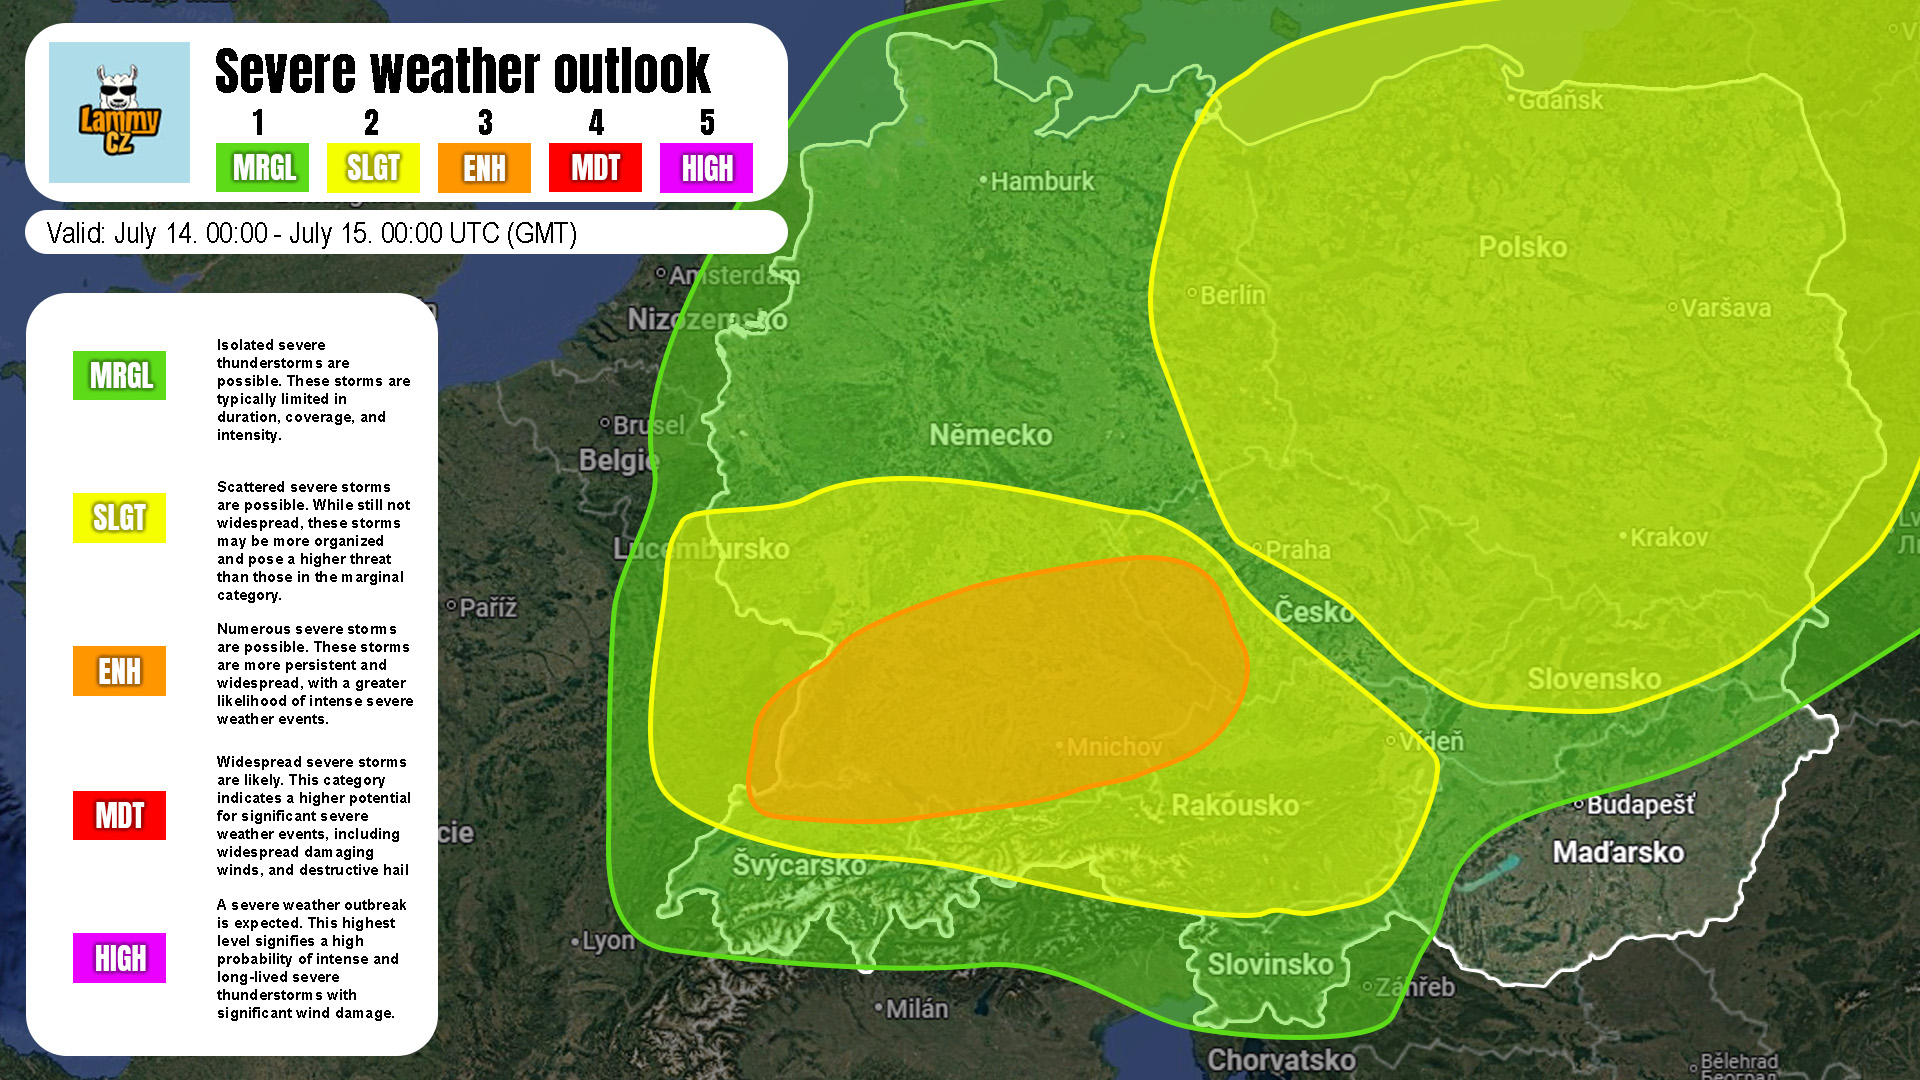 Severe weather outlook
1 2 3 4 5
MRGL SLGT ENH MDT HIGH
Lammy
CZ
Valid: July 14. 00:00 - July 15. 00:00 UTC (GMT)
MRGL
Isolated severe
thunderstorms are
possible. These storms are
typically limited in
duration, coverage, and
intensity.
SLGT
Scattered severe storms
are possible. While still not
widespread, these storms
may be more organized
and pose a higher threat
than those in the marginal
category.
ENH
Numerous severe storms
are possible. These storms
are more persistent and
widespread, with a greater
likelihood of intense severe
weather events.
MDT
Widespread severe storms
are likely. This category
indicates a higher potential
for significant severe
weather events, including
widespread damaging
winds, and destructive hail
HIGH
A severe weather outbreak
is expected. This highest
level signifies a high
probability of intense and
long-lived severe
thunderstorms with
significant wind damage.
Gdaňsk
Hamburk
Polsko
Amsterdam
Berlín
Varšava
Nizozemsko
Brusel
Německo
Belgie
Krakov
Lucembursko
Praha
Paříž
Česko
Slovensko
Vídeň
Mnichov
Rakousko
Budapešť
Maďarsko
cie
Švýcarsko
Lyon
Slovinsko
Záhřeb
Milán
Chorvatsko
Bělehrad
Београд